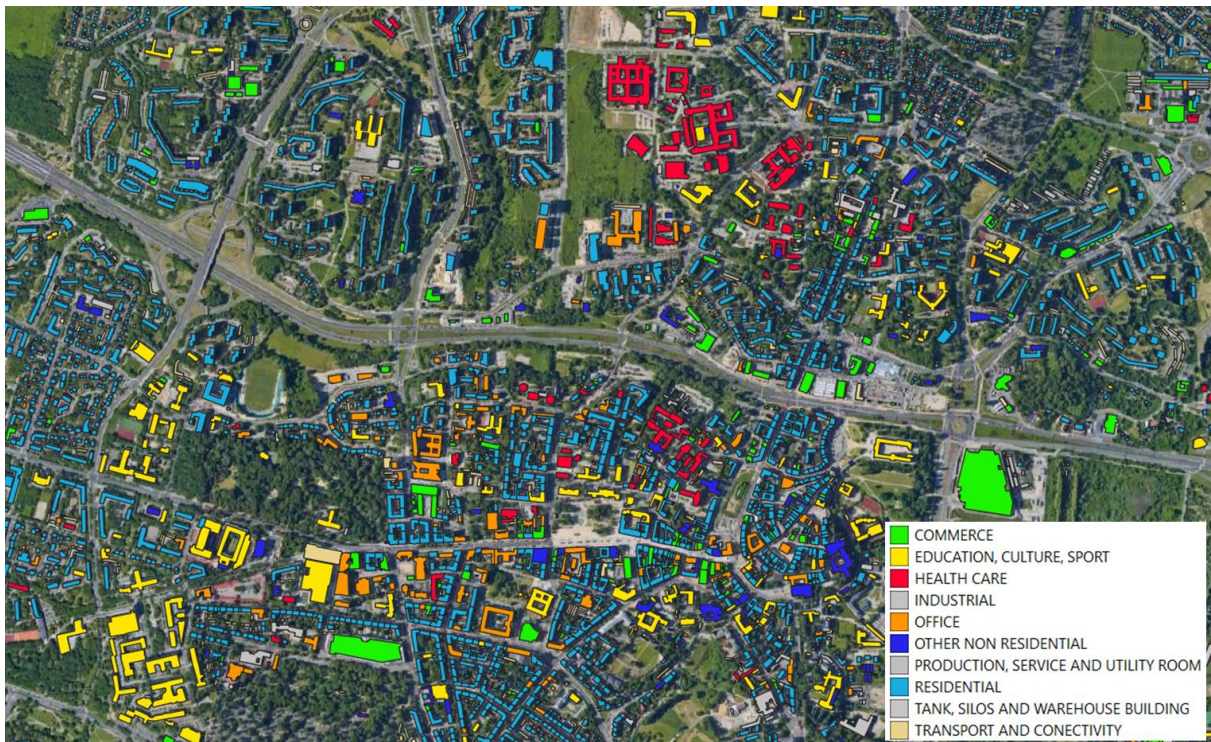 COMMERCE
EDUCATION, CULTURE, SPORT
HEALTH CARE
INDUSTRIAL
OFFICE
OTHER NON RESIDENTIAL
PRODUCTION, SERVICE AND UTILITY ROOM
RESIDENTIAL
TANK, SILOS AND WAREHOUSE BUILDING
TRANSPORT AND CONECTIVITY